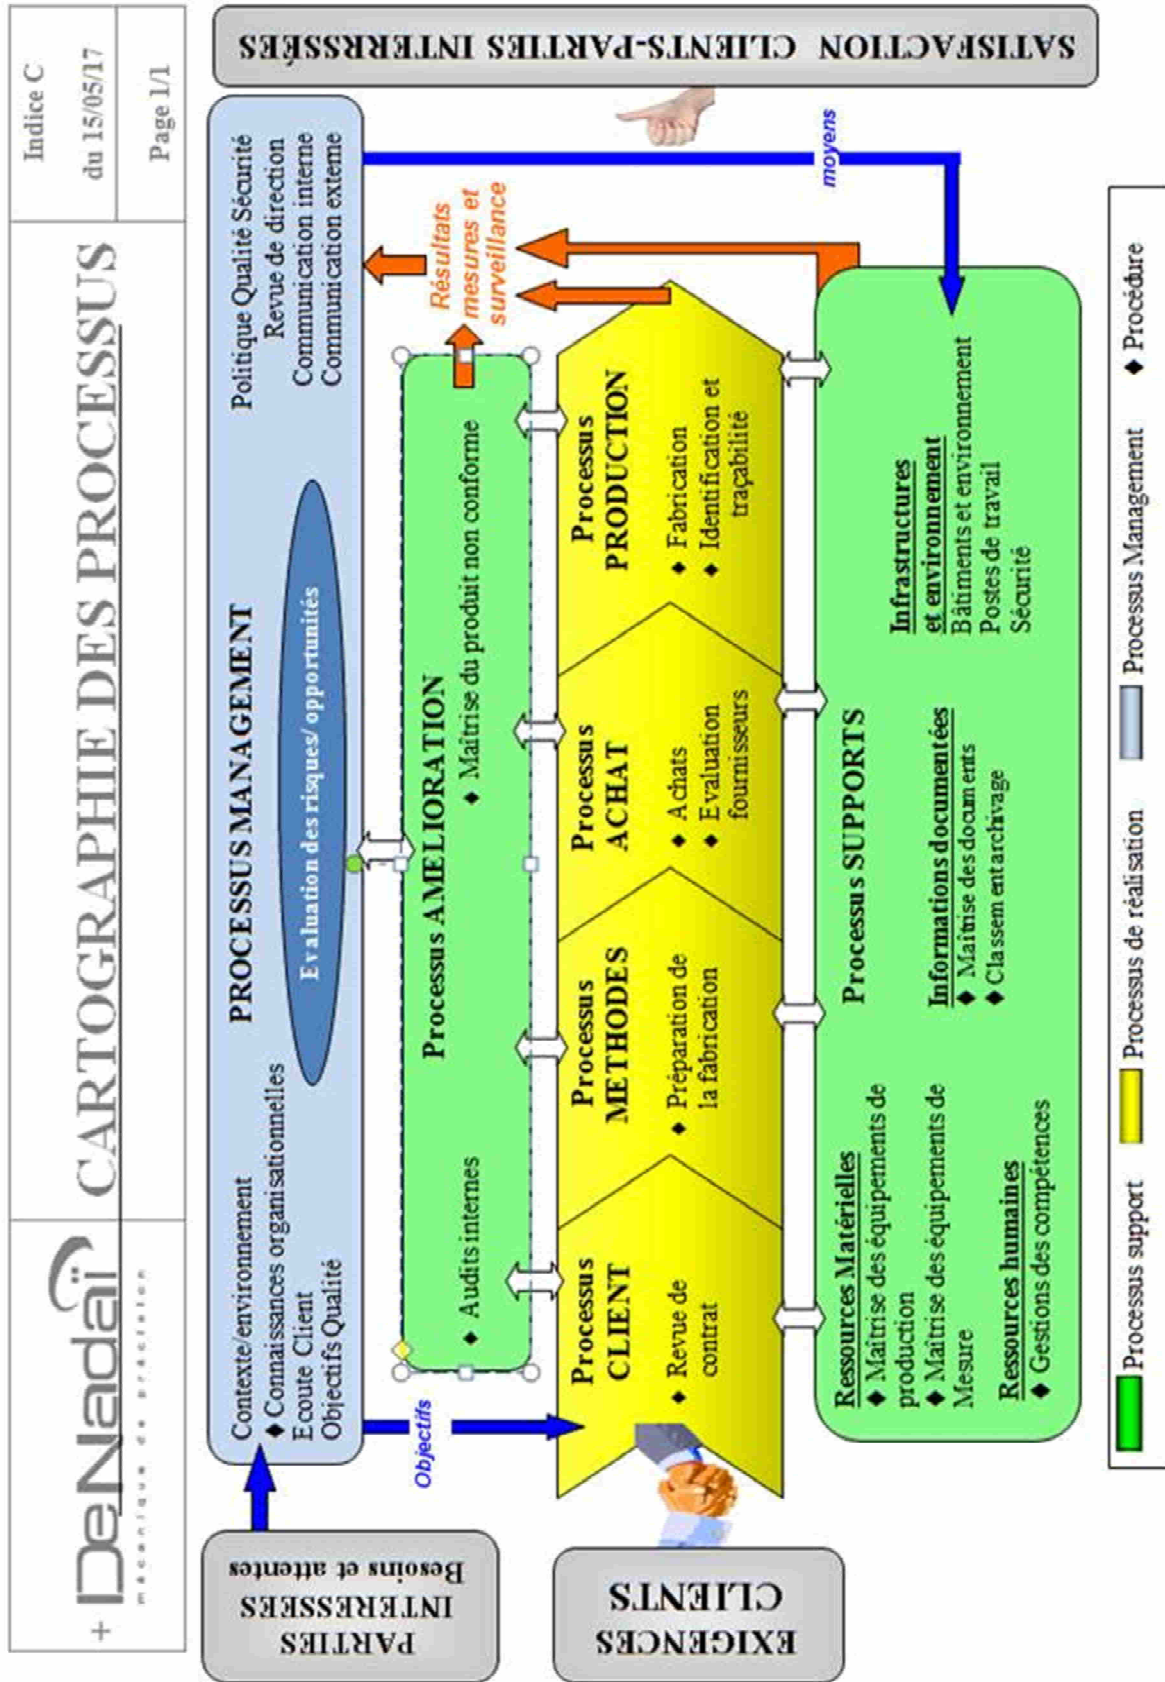 + DeNadaï
mécanique de précision
CARTOGRAPHIE DES PROCESSUS
Indice C
du 15/05/17
Page 1/1
PARTIES
INTERESSEES
Besoins et attentes
Contexte/environnement
♦ Connaissances organisationnelles
Ecoute Client
Objectifs Qualité
PROCESSUS MANAGEMENT
Evaluation des risques/ opportunités
Politique Qualité Sécurité
Revue de direction
Communication interne
Communication externe
Objectifs
Processus AMELIORATION
♦ Audits internes
♦ Maîtrise du produit non conforme
Résultats
mesures et
surveillance
EXIGENCES
CLIENTS
Processus
CLIENT
♦ Revue de
contrat
Processus
METHODES
♦ Préparation de
la fabrication
Processus
ACHAT
♦ Achats
♦ Evaluation
fournisseurs
Processus
PRODUCTION
♦ Fabrication
♦ Identification et
traçabilité
moyens
SATISFACTION CLIENTS-PARTIES INTERRSSÉES
Processus SUPPORTS
Ressources Matérielles
♦ Maîtrise des équipements de
production
♦ Maîtrise des équipements de
Mesure
Ressources humaines
♦ Gestions des compétences
Informations documentées
♦ Maîtrise des documents
♦ Classement archivage
Infrastructures
et environnement
Bâtiments et environnement
Postes de travail
Sécurité
Processus support
Processus de réalisation
Processus Management
♦ Procédure